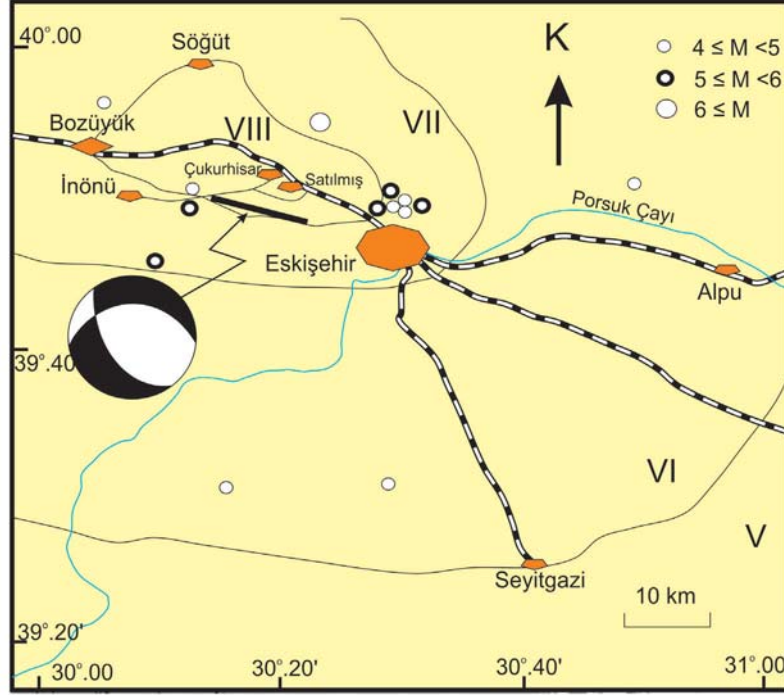 40°.00
Söğüt
K
4 ≤ M <5
5 ≤ M <6
6 ≤ M
Bozüyük
VIII
VII
Çukurhisar
Satılmış
İnönü
Porsuk Çayı
Eskişehir
Alpu
39°.40'
VI
V
Seyitgazi
10 km
39°.20'
30°.00
30°.20'
30°.40'
31°.00